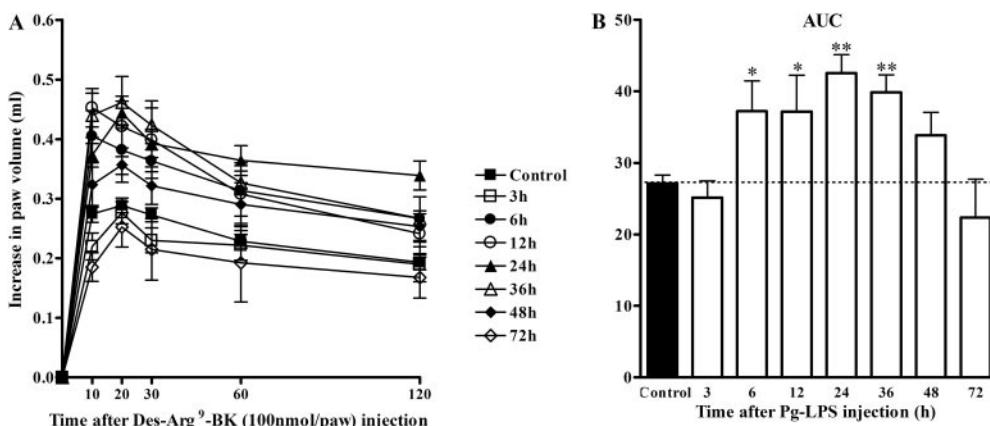 A
0.6
0.5
0.4
0.3
0.2
0.1
0.0
Increase in paw volume (ml)
10 20 30 60 120
Time after Des-Arg⁹-BK (100nmol/paw) injection
Control
3h
6h
12h
24h
36h
48h
72h
B
AUC
50
40
30
20
10
0
* * ** **
Control 3 6 12 24 36 48 72
Time after Pg-LPS injection (h)